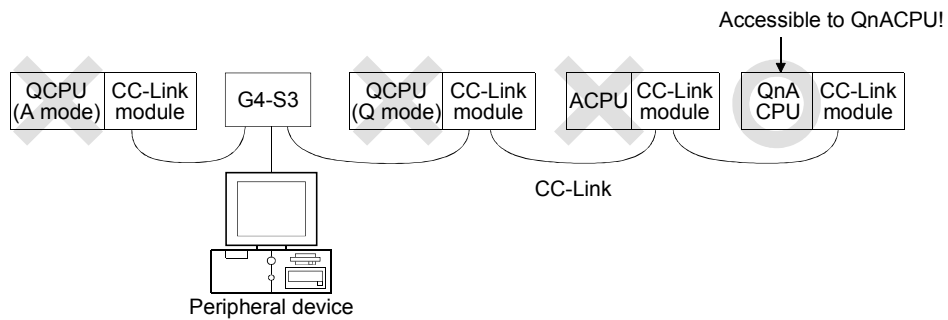 Accessible to QnACPU!
QCPU
(A mode)
CC-Link
module
G4-S3
QCPU
(Q mode)
CC-Link
module
ACPU
CC-Link
module
QnA
CPU
CC-Link
module
CC-Link
Peripheral device